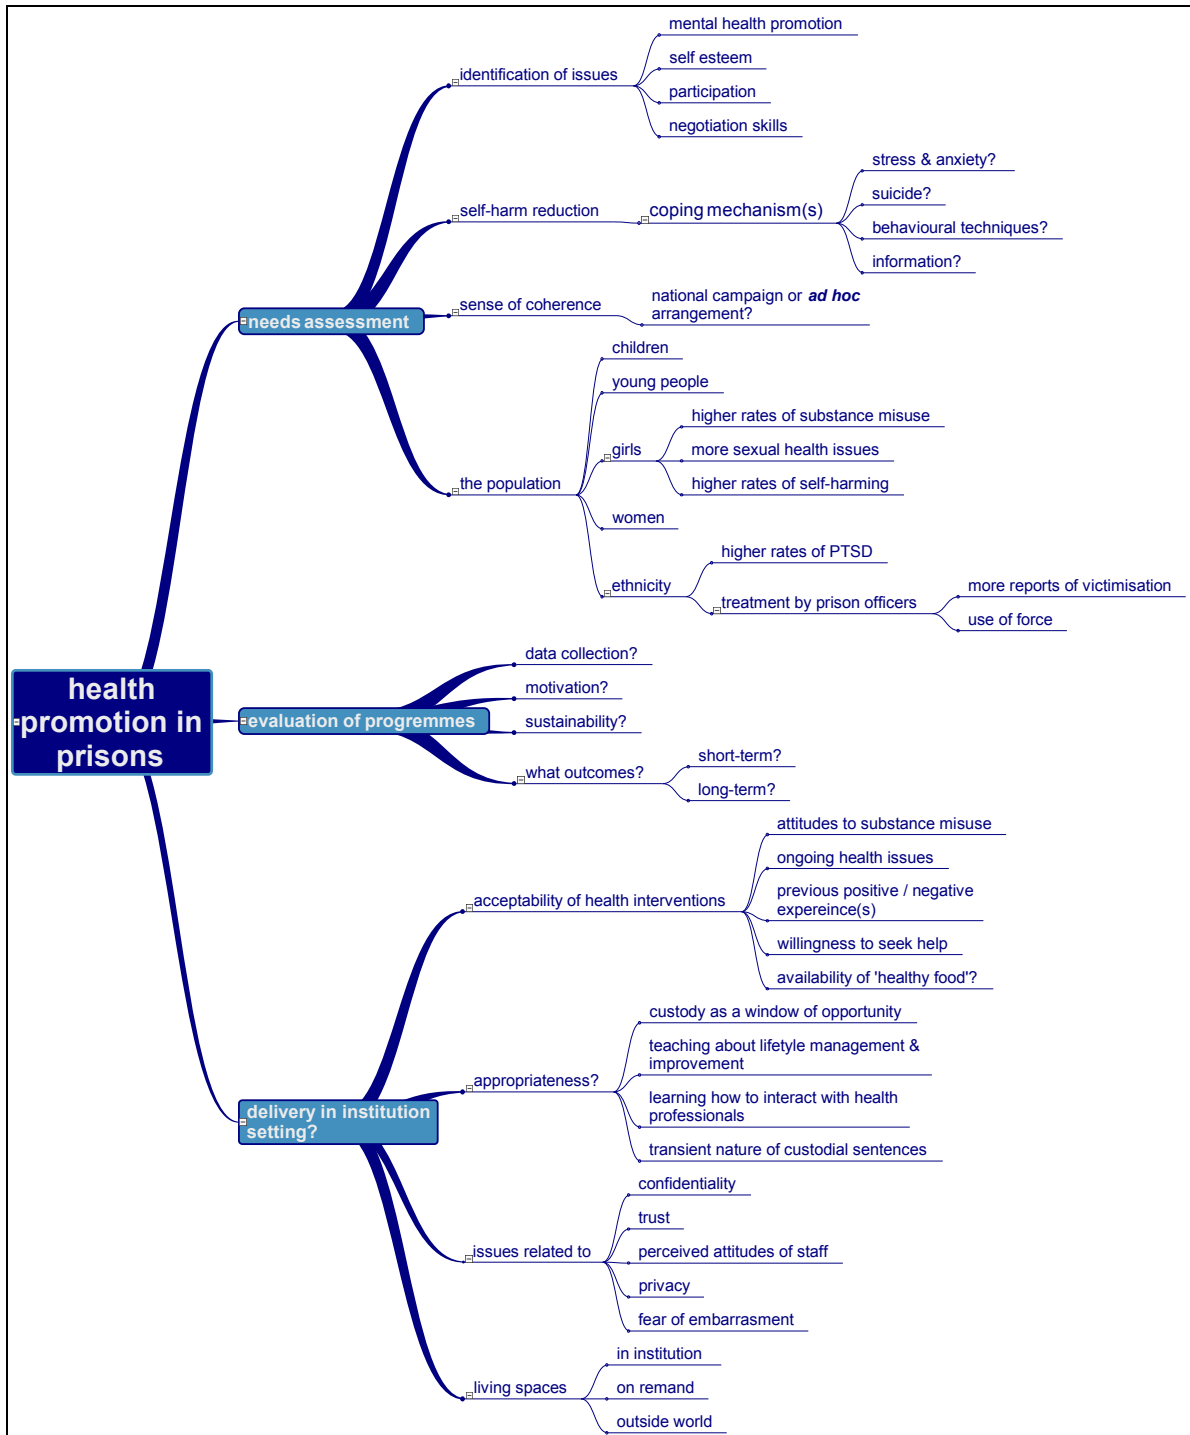 health
promotion in
prisons
needs assessment
identification of issues
mental health promotion
self esteem
participation
negotiation skills
self-harm reduction
coping mechanism(s)
stress & anxiety?
suicide?
behavioural techniques?
information?
sense of coherence
national campaign or ad hoc
arrangement?
the population
children
young people
girls
higher rates of substance misuse
more sexual health issues
higher rates of self-harming
women
ethnicity
higher rates of PTSD
treatment by prison officers
more reports of victimisation
use of force
evaluation of progremmes
data collection?
motivation?
sustainability?
what outcomes?
short-term?
long-term?
delivery in institution
setting?
acceptability of health interventions
attitudes to substance misuse
ongoing health issues
previous positive / negative
expereince(s)
willingness to seek help
availability of 'healthy food'?
appropriateness?
custody as a window of opportunity
teaching about lifetyle management &
improvement
learning how to interact with health
professionals
transient nature of custodial sentences
issues related to
confidentiality
trust
perceived attitudes of staff
privacy
fear of embarrasment
living spaces
in institution
on remand
outside world